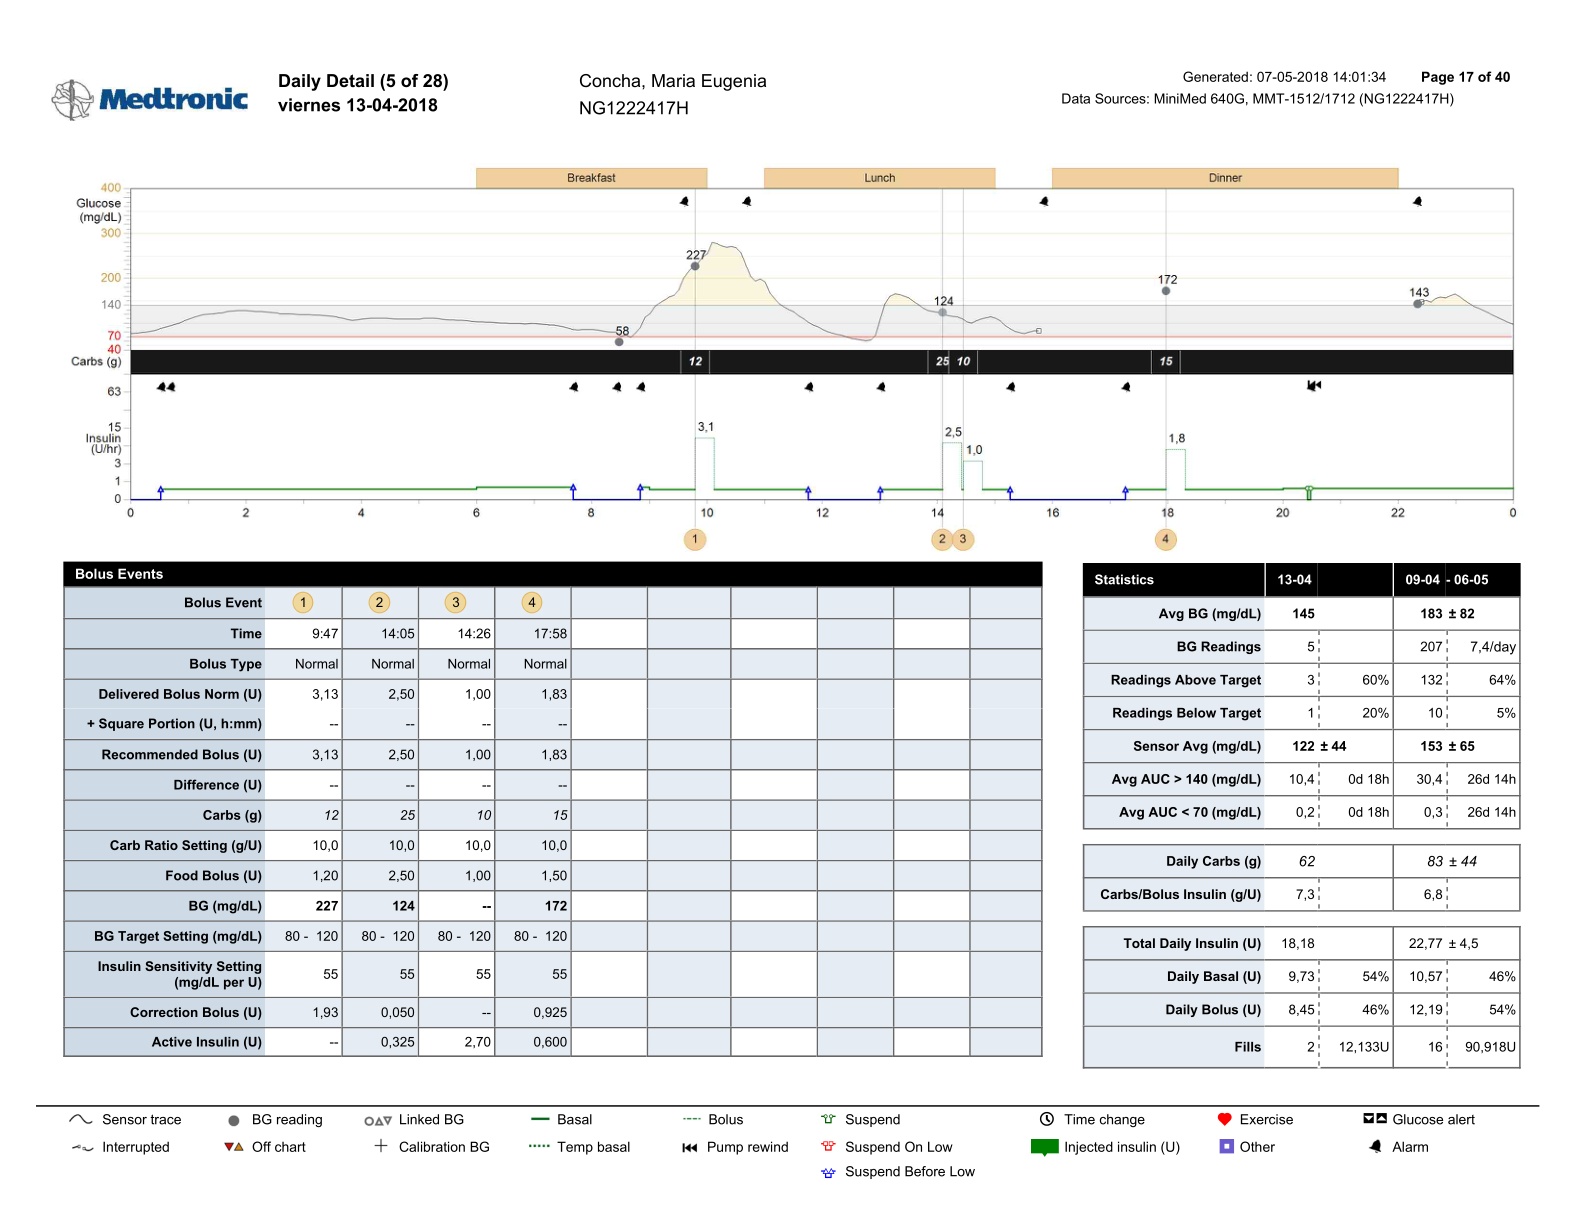 Medtronic
Daily Detail (5 of 28)
viernes 13-04-2018
Concha, Maria Eugenia
NG1222417H
Generated: 07-05-2018 14:01:34 Page 17 of 40
Data Sources: MiniMed 640G, MMT-1512/1712 (NG1222417H)
Breakfast Lunch Dinner
400
Glucose
(mg/dL)
300
227
200
172
140
124
143
70
58
40
Carbs (g) 12 25 10 15
63
15
Insulin
(U/hr)
3,1
2,5
1,0
1,8
3
1
0
0 2 4 6 8 10 12 14 16 18 20 22 0
1 2 3 4
Bolus Events
Bolus Event 1 2 3 4
Time 9:47 14:05 14:26 17:58
Bolus Type Normal Normal Normal Normal
Delivered Bolus Norm (U) 3,13 2,50 1,00 1,83
+ Square Portion (U, h:mm) -- -- -- --
Recommended Bolus (U) 3,13 2,50 1,00 1,83
Difference (U) -- -- -- --
Carbs (g) 12 25 10 15
Carb Ratio Setting (g/U) 10,0 10,0 10,0 10,0
Food Bolus (U) 1,20 2,50 1,00 1,50
BG (mg/dL) 227 124 -- 172
BG Target Setting (mg/dL) 80 - 120 80 - 120 80 - 120 80 - 120
Insulin Sensitivity Setting
(mg/dL per U) 55 55 55 55
Correction Bolus (U) 1,93 0,050 -- 0,925
Active Insulin (U) -- 0,325 2,70 0,600
Statistics 13-04 09-04 - 06-05
Avg BG (mg/dL) 145 183 ± 82
BG Readings 5 207 7,4/day
Readings Above Target 3 60% 132 64%
Readings Below Target 1 20% 10 5%
Sensor Avg (mg/dL) 122 ± 44 153 ± 65
Avg AUC > 140 (mg/dL) 10,4 0d 18h 30,4 26d 14h
Avg AUC < 70 (mg/dL) 0,2 0d 18h 0,3 26d 14h
Daily Carbs (g) 62 83 ± 44
Carbs/Bolus Insulin (g/U) 7,3 6,8
Total Daily Insulin (U) 18,18 22,77 ± 4,5
Daily Basal (U) 9,73 54% 10,57 46%
Daily Bolus (U) 8,45 46% 12,19 54%
Fills 2 12,133U 16 90,918U
Sensor trace BG reading Linked BG Basal Bolus Suspend Time change Exercise Glucose alert
Interrupted Off chart Calibration BG Temp basal Pump rewind Suspend On Low Injected insulin (U) Other Alarm
Suspend Before Low